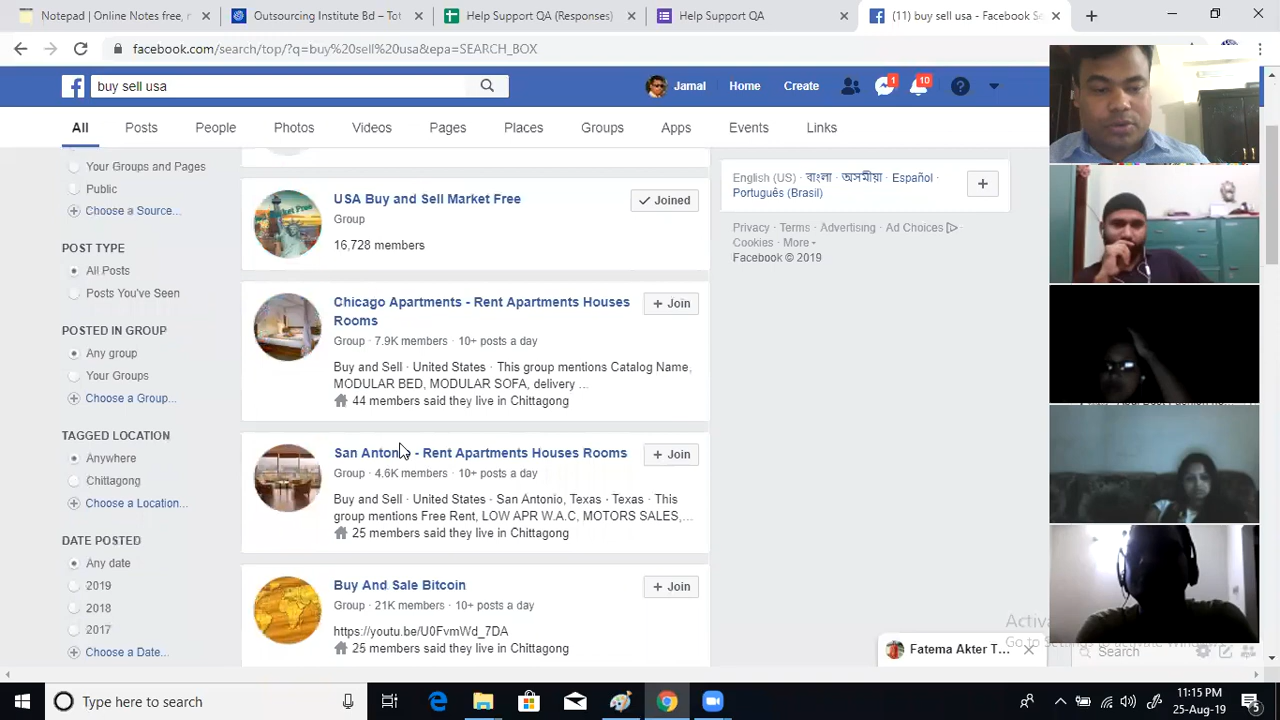 Notepad | Online Notes free, n
Outsourcing Institute Bd – Tot
Help Support QA (Responses)
Help Support QA
(11) buy sell usa - Facebook Se
facebook.com/search/top/?q=buy%20sell%20usa&epa=SEARCH_BOX
buy sell usa
Jamal
Home
Create
1
10
All
Posts
People
Photos
Videos
Pages
Places
Groups
Apps
Events
Links
Your Groups and Pages
Public
Choose a Source...
POST TYPE
All Posts
Posts You've Seen
POSTED IN GROUP
Any group
Your Groups
Choose a Group...
TAGGED LOCATION
Anywhere
Chittagong
Choose a Location...
DATE POSTED
Any date
2019
2018
2017
Choose a Date...
USA Buy and Sell Market Free
Group
16,728 members
Joined
Chicago Apartments - Rent Apartments Houses
Rooms
Group · 7.9K members · 10+ posts a day
Buy and Sell · United States · This group mentions Catalog Name,
MODULAR BED, MODULAR SOFA, delivery ...
44 members said they live in Chittagong
Join
San Antonio - Rent Apartments Houses Rooms
Group · 4.6K members · 10+ posts a day
Buy and Sell · United States · San Antonio, Texas · Texas · This
group mentions Free Rent, LOW APR W.A.C, MOTORS SALES,...
25 members said they live in Chittagong
Join
Buy And Sale Bitcoin
Group · 21K members · 10+ posts a day
https://youtu.be/U0FvmWd_7DA
25 members said they live in Chittagong
Join
English (US) · বাংলা · অসমীয়া · Español ·
Português (Brasil)
Privacy · Terms · Advertising · Ad Choices
Cookies · More
Facebook © 2019
Fatema Akter T...
Search
Type here to search
11:15 PM
25-Aug-19
5